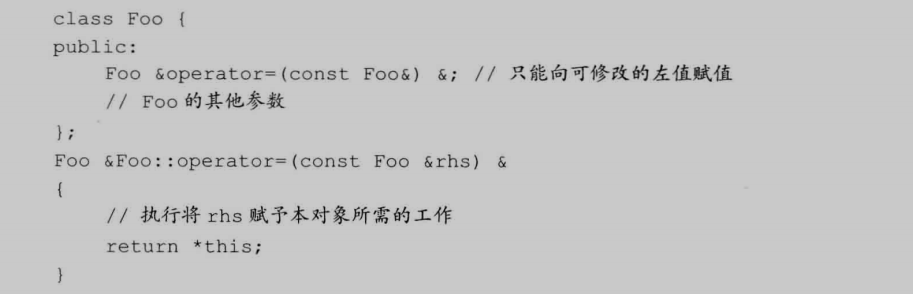 class Foo {
public:
    Foo &operator=(const Foo&) &; // 只能向可修改的左值赋值
    // Foo 的其他参数
};
Foo &Foo::operator=(const Foo &rhs) &
{
    // 执行将 rhs 赋予本对象所需的工作
    return *this;
}